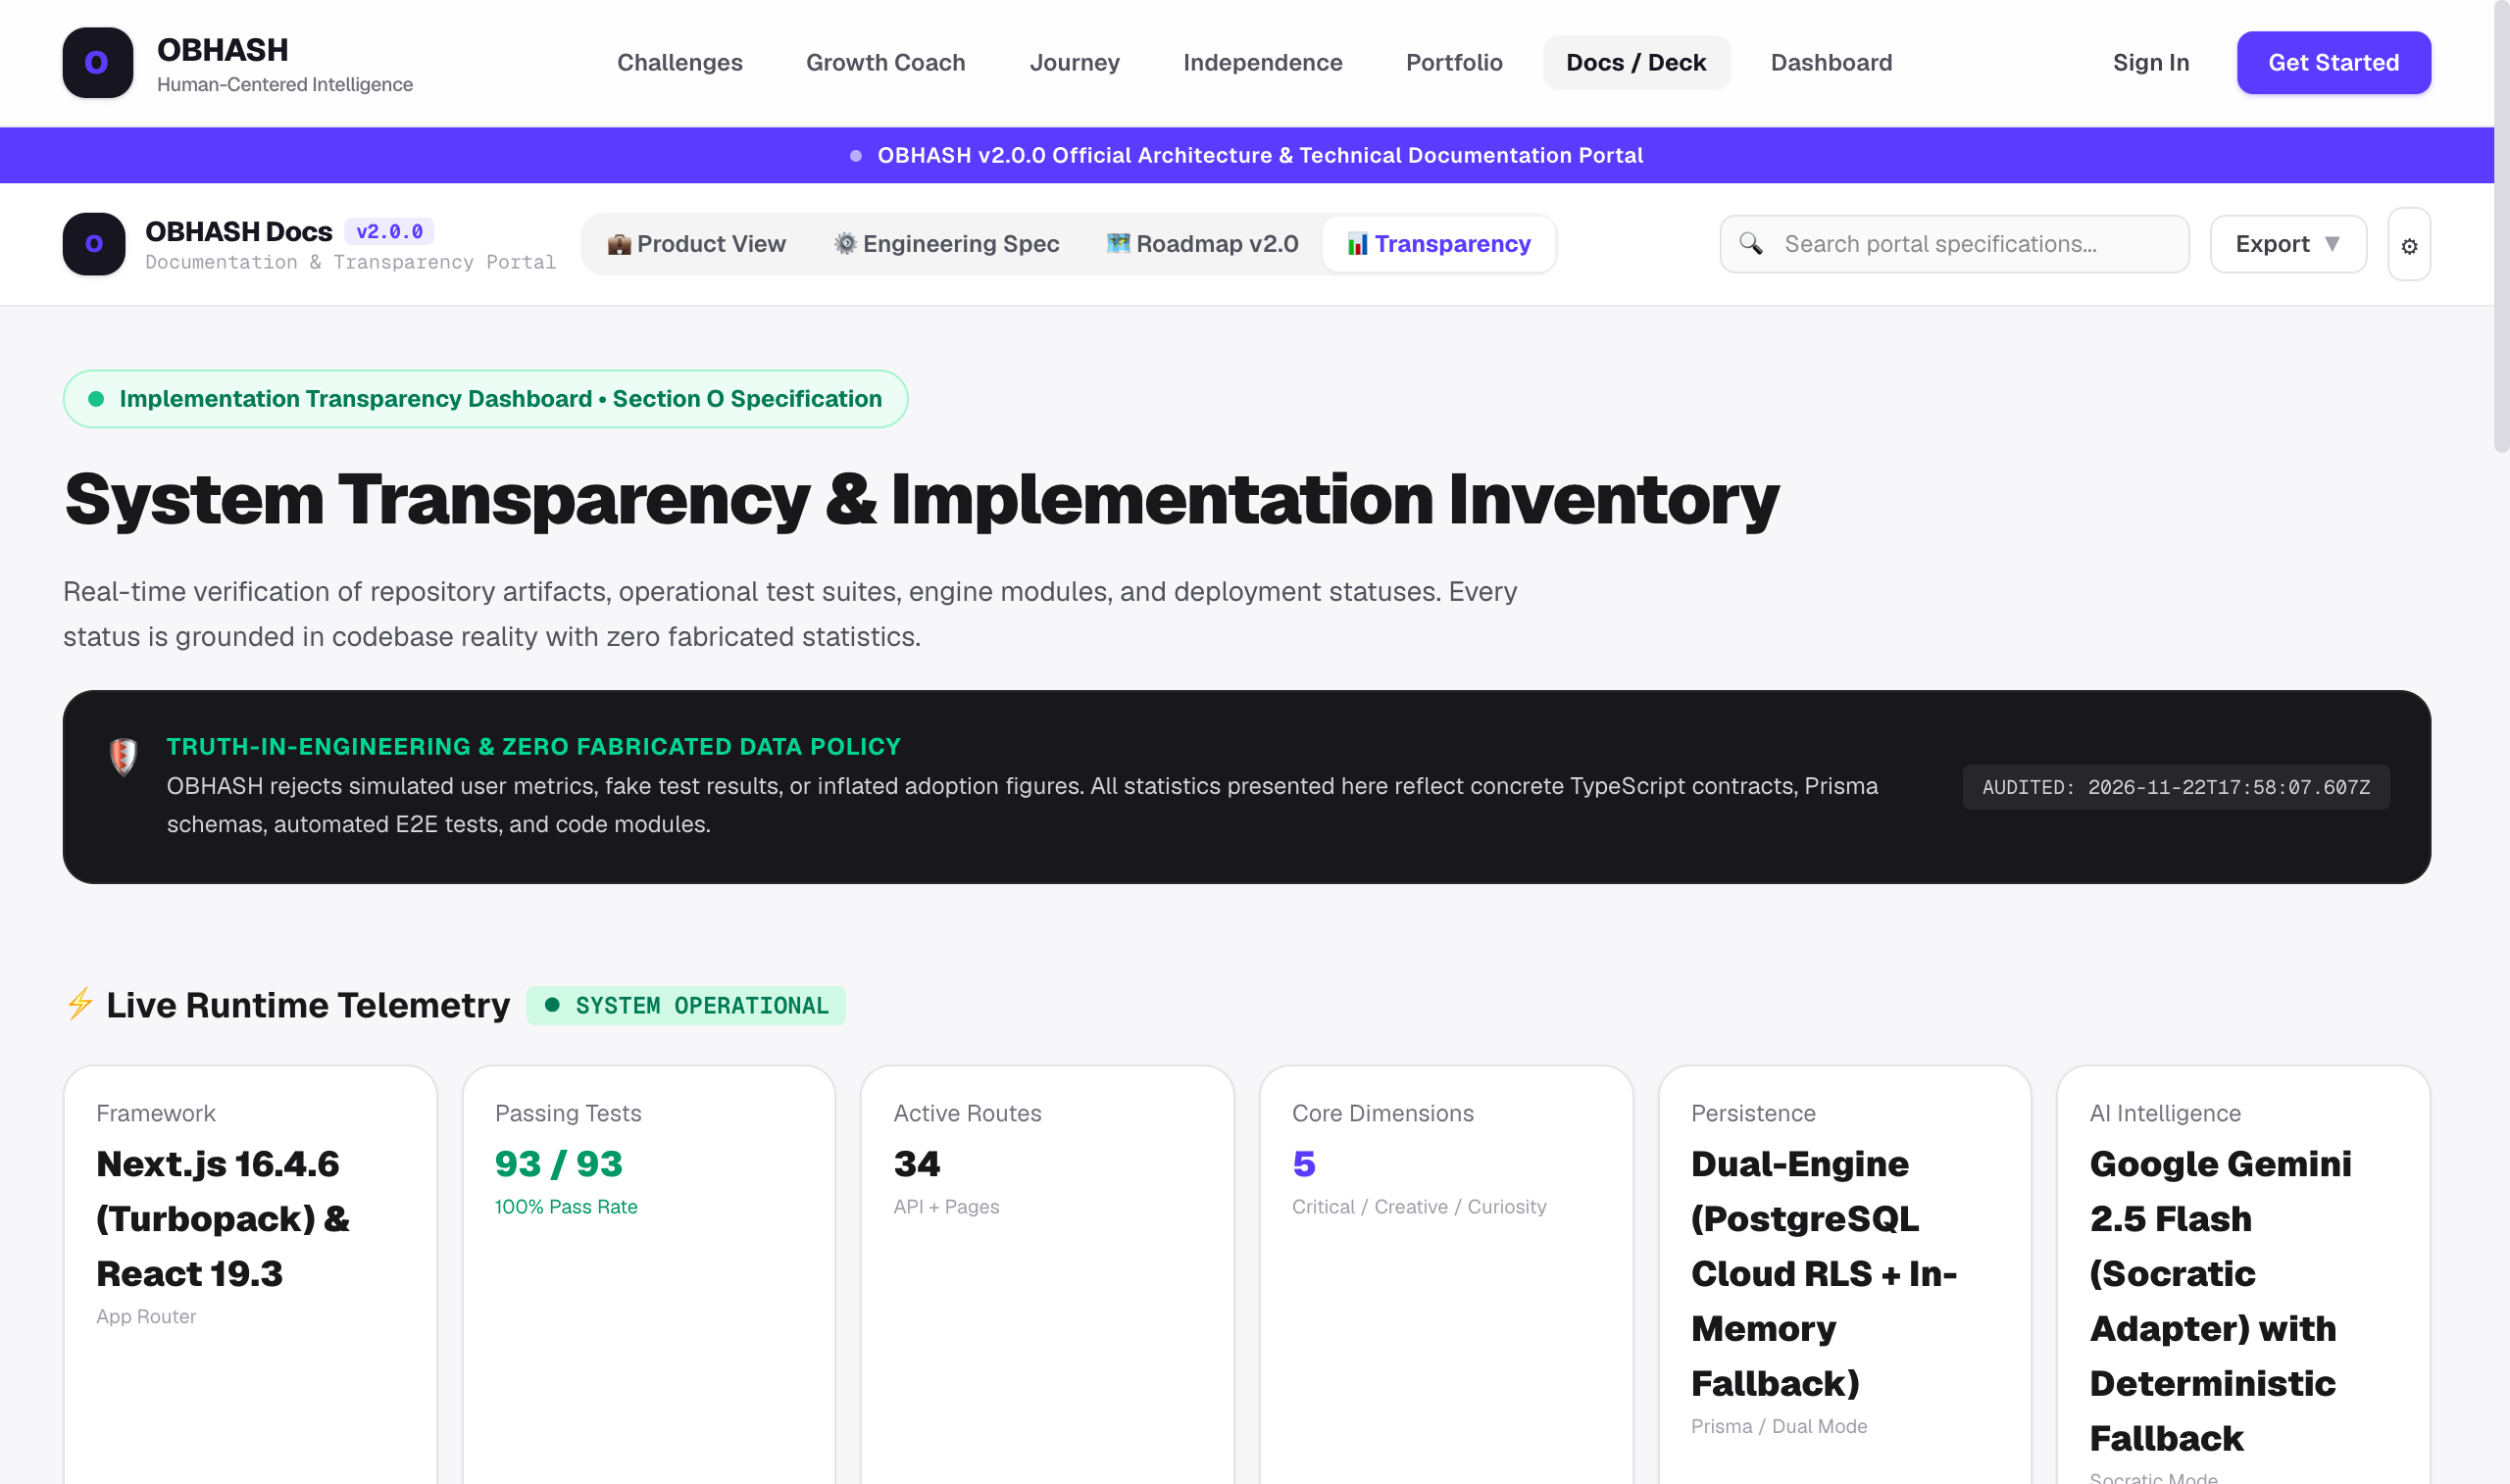 O
OBHASH
Human-Centered Intelligence
Challenges
Growth Coach
Journey
Independence
Portfolio
Docs / Deck
Dashboard
Sign In
Get Started
OBHASH v2.0.0 Official Architecture & Technical Documentation Portal
O
OBHASH Docs v2.0.0
Documentation & Transparency Portal
Product View
Engineering Spec
Roadmap v2.0
Transparency
Search portal specifications...
Export ▼
Implementation Transparency Dashboard • Section O Specification
System Transparency & Implementation Inventory
Real-time verification of repository artifacts, operational test suites, engine modules, and deployment statuses. Every
status is grounded in codebase reality with zero fabricated statistics.
TRUTH-IN-ENGINEERING & ZERO FABRICATED DATA POLICY
OBHASH rejects simulated user metrics, fake test results, or inflated adoption figures. All statistics presented here reflect concrete TypeScript contracts, Prisma
schemas, automated E2E tests, and code modules.
AUDITED: 2026-11-22T17:58:07.607Z
Live Runtime Telemetry
SYSTEM OPERATIONAL
Framework
Next.js 16.4.6
(Turbopack) &
React 19.3
App Router
Passing Tests
93 / 93
100% Pass Rate
Active Routes
34
API + Pages
Core Dimensions
5
Critical / Creative / Curiosity
Persistence
Dual-Engine
(PostgreSQL
Cloud RLS + In-
Memory
Fallback)
Prisma / Dual Mode
AI Intelligence
Google Gemini
2.5 Flash
(Socratic
Adapter) with
Deterministic
Fallback
Socratic Mode